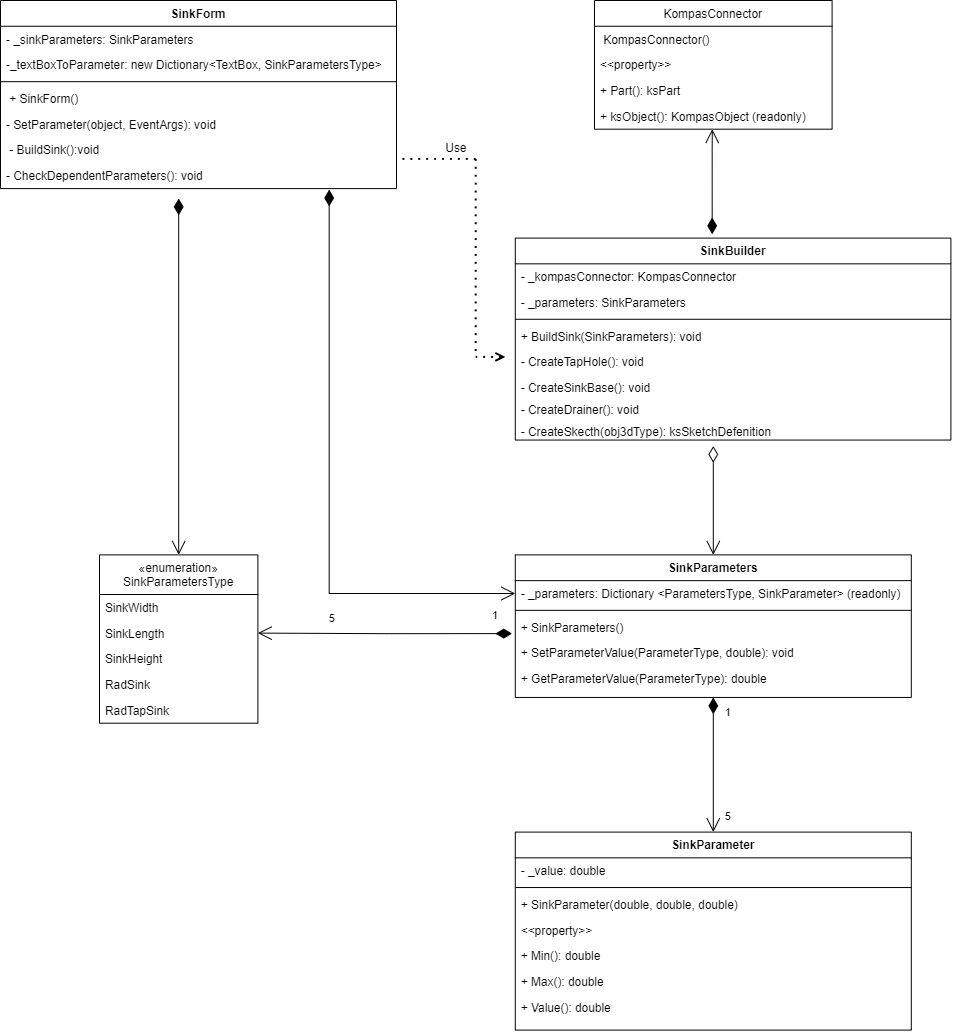 SinkForm
- _sinkParameters: SinkParameters
-_textBoxToParameter: new Dictionary<TextBox, SinkParametersType>
+ SinkForm()
- SetParameter(object, EventArgs): void
- BuildSink():void
- CheckDependentParameters(): void
Use
KompasConnector
KompasConnector()
<<property>>
+ Part(): ksPart
+ ksObject(): KompasObject (readonly)
SinkBuilder
- _kompasConnector: KompasConnector
- _parameters: SinkParameters
+ BuildSink(SinkParameters): void
- CreateTapHole(): void
- CreateSinkBase(): void
- CreateDrainer(): void
- CreateSkecth(obj3dType): ksSketchDefenition
«enumeration»
SinkParametersType
SinkWidth
SinkLength
SinkHeight
RadSink
RadTapSink
5
1
SinkParameters
- _parameters: Dictionary <ParametersType, SinkParameter> (readonly)
+ SinkParameters()
+ SetParameterValue(ParameterType, double): void
+ GetParameterValue(ParameterType): double
1
5
SinkParameter
- _value: double
+ SinkParameter(double, double, double)
<<property>>
+ Min(): double
+ Max(): double
+ Value(): double